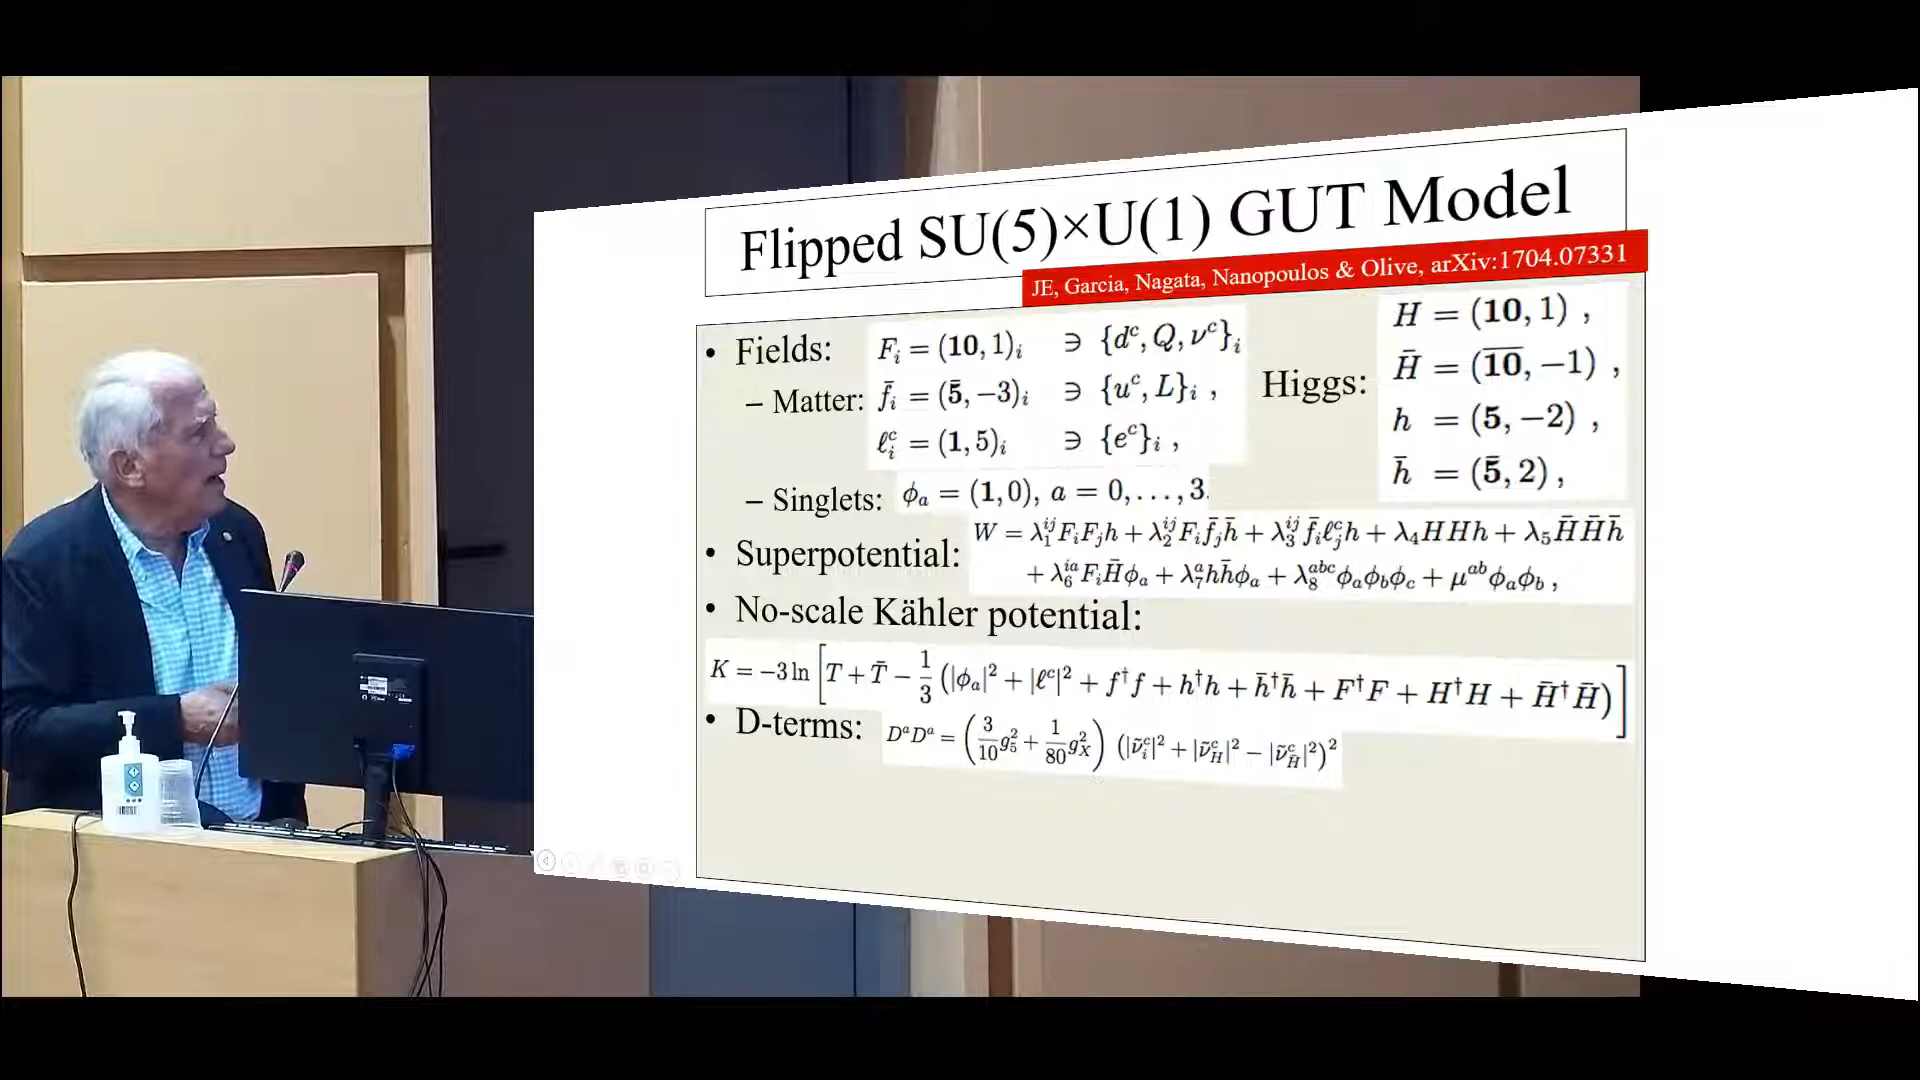 Flipped SU(5)×U(1) GUT Model
JE, Garcia, Nagata, Nanopoulos & Olive, arXiv:1704.07331
• Fields: F_i = (10, 1)_i ∋ {d^c, Q, ν^c}_i
– Matter: f̄_i = (5̄, −3)_i ∋ {u^c, L}_i ,
ℓ^c_i = (1, 5)_i ∋ {e^c}_i ,
– Singlets: ϕ_a = (1, 0), a = 0, . . . , 3.
Higgs:
H = (10, 1) ,
H̄ = (1̄0̄, −1) ,
h = (5, −2) ,
h̄ = (5̄, 2) ,
• Superpotential: W = λ_1^{ij} F_i F_j h + λ_2^{ij} F_i f̄_j h̄ + λ_3^{ij} f̄_i ℓ^c_j h + λ_4 H H h + λ_5 H̄ H̄ h̄
+ λ_6^{ia} F_i H̄ ϕ_a + λ_7^a h h̄ ϕ_a + λ_8^{abc} ϕ_a ϕ_b ϕ_c + μ^{ab} ϕ_a ϕ_b ,
• No-scale Kähler potential:
K = −3 ln [T + T̄ − 1/3 (|ϕ_a|² + |ℓ^c|² + f†f + h†h + h̄†h̄ + F†F + H†H + H̄†H̄)]
• D-terms: D^a D^a = (3/10 g_5² + 1/80 g_X²) (|ν̃_i^c|² + |ν̃_H^c|² − |ν̃_H̄^c|²)²